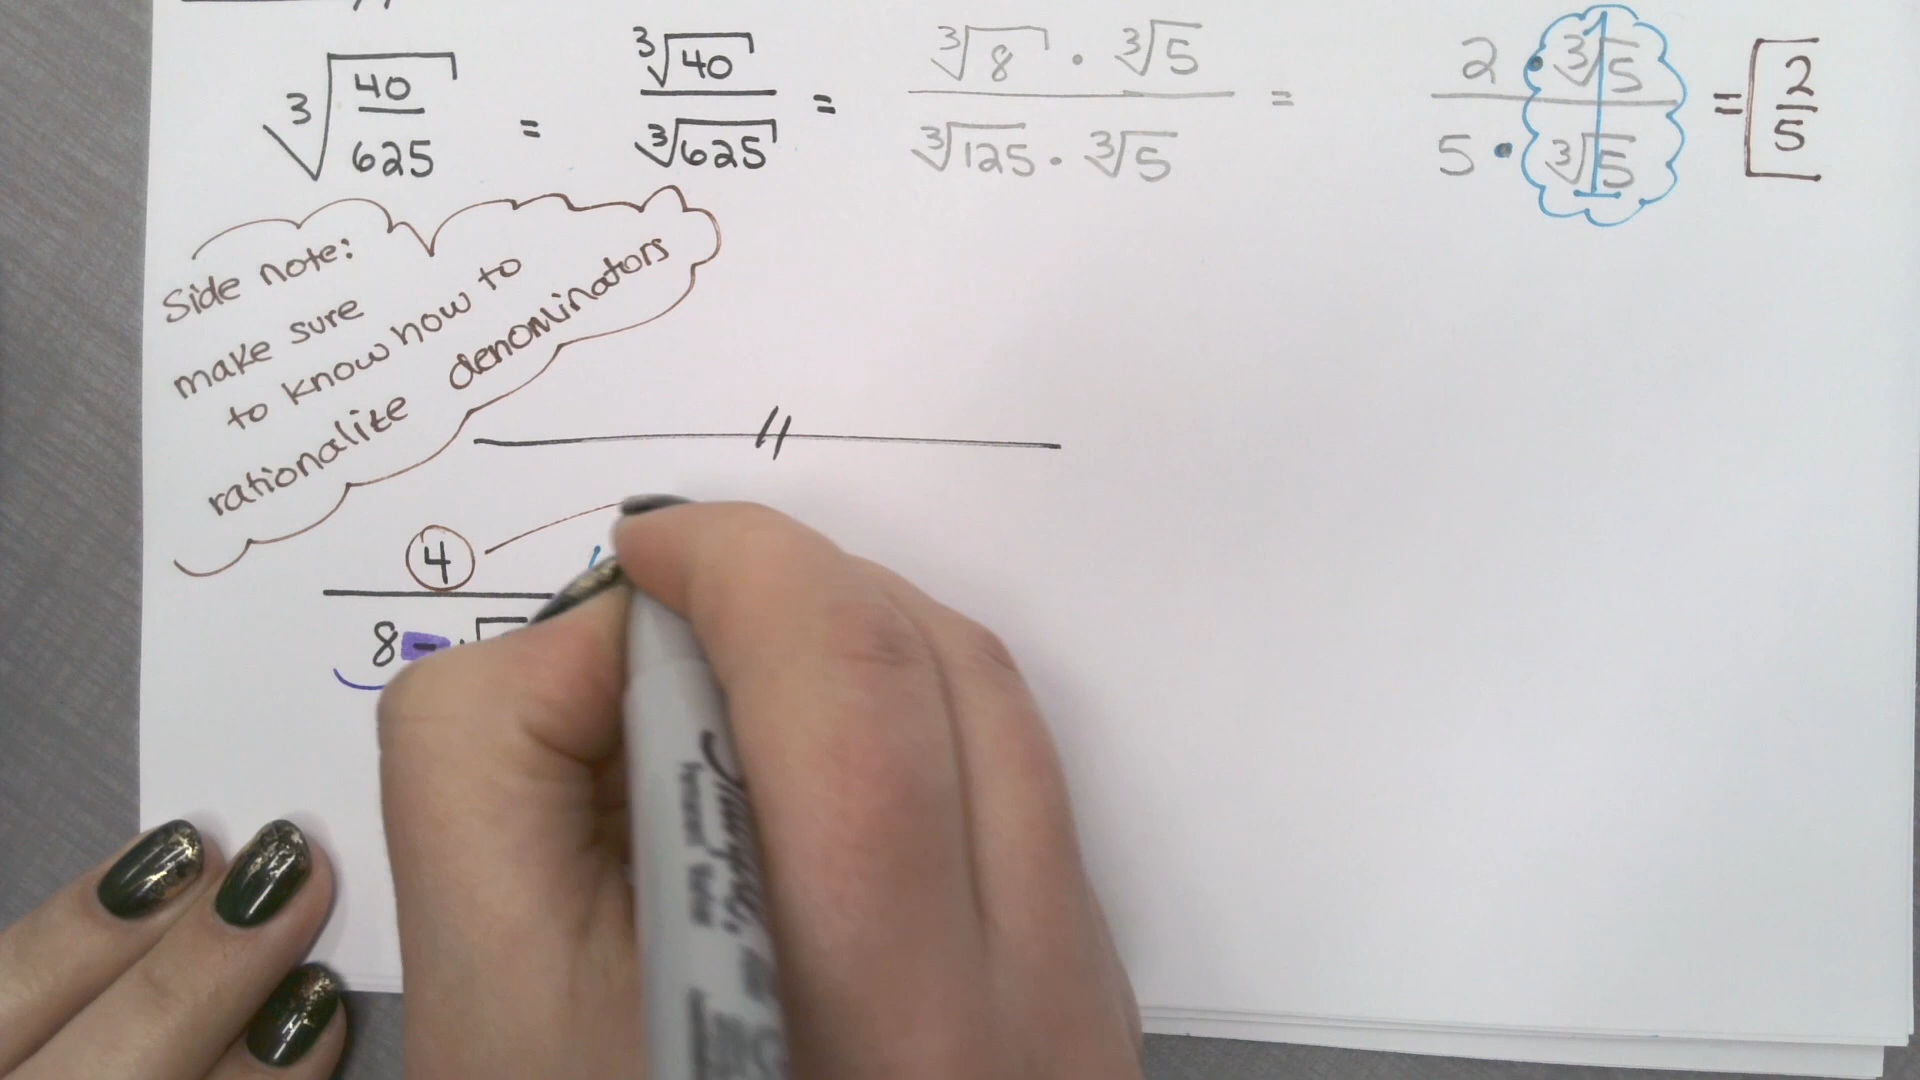 ∛(40/625) = ∛40/∛625 = (∛8 · ∛5)/(∛125 · ∛5) = (2 · ∛5)/(5 · ∛5) = 2/5
1
Side note:
make sure
to know how to
rationalize denominators
4
8 - √
Sharpie